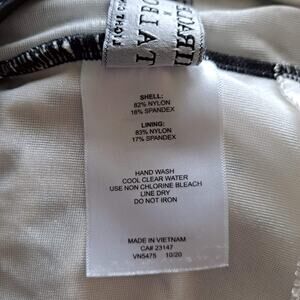 SHELL:
82% NYLON
18% SPANDEX
LINING:
83% NYLON
17% SPANDEX
HAND WASH
COOL CLEAR WATER
USE NON CHLORINE BLEACH
LINE DRY
DO NOT IRON
MADE IN VIETNAM
CA# 23147
VN5475 10/20